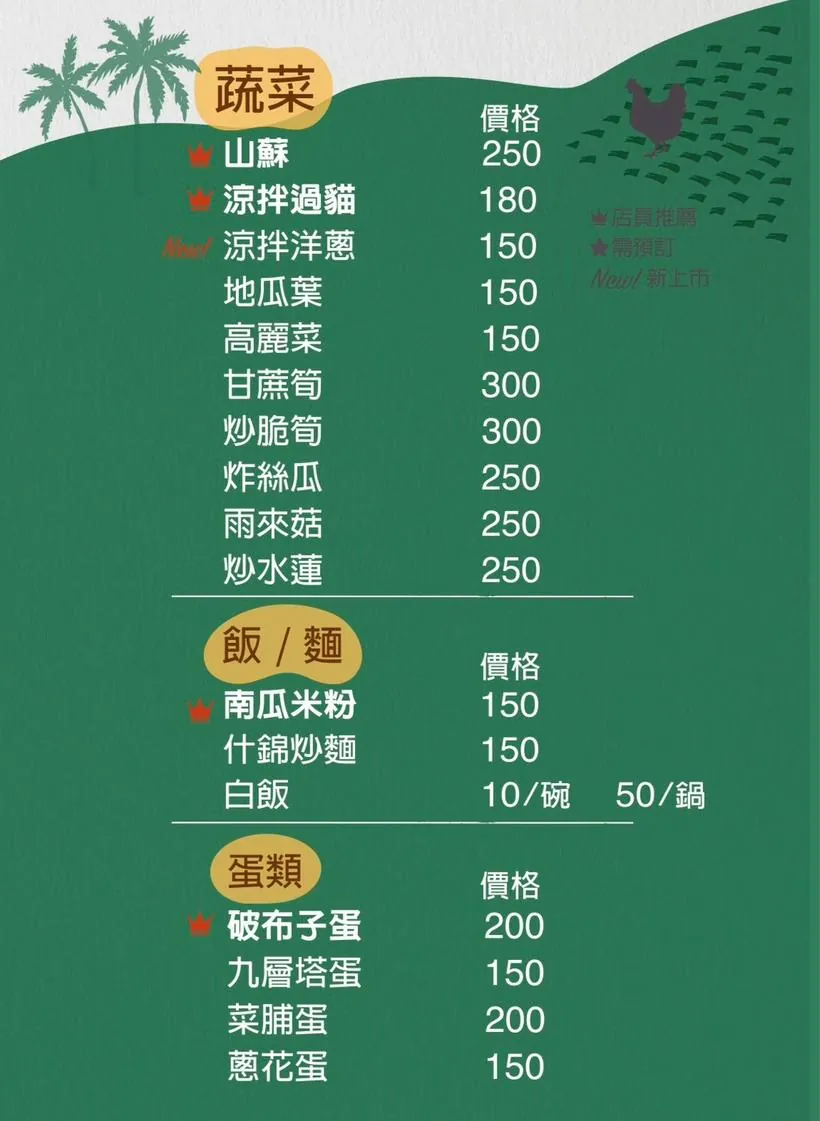 蔬菜
價格
山蘇 250
涼拌過貓 180
New! 涼拌洋蔥 150
地瓜葉 150
高麗菜 150
甘蔗筍 300
炒脆筍 300
炸絲瓜 250
雨來菇 250
炒水蓮 250
店員推薦
需預訂
New! 新上市
飯 / 麵
價格
南瓜米粉 150
什錦炒麵 150
白飯 10/碗 50/鍋
蛋類
價格
破布子蛋 200
九層塔蛋 150
菜脯蛋 200
蔥花蛋 150